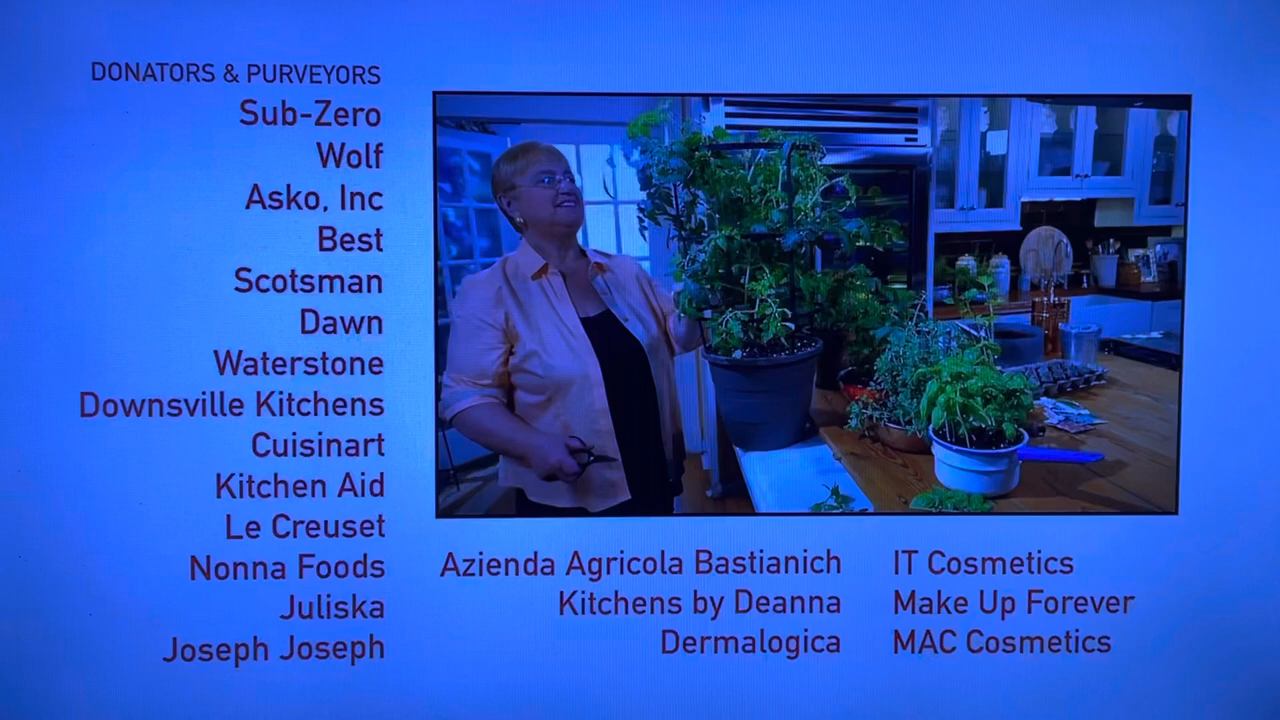 DONATORS & PURVEYORS
Sub-Zero
Wolf
Asko, Inc
Best
Scotsman
Dawn
Waterstone
Downsville Kitchens
Cuisinart
Kitchen Aid
Le Creuset
Nonna Foods
Juliska
Joseph Joseph
Azienda Agricola Bastianich
Kitchens by Deanna
Dermalogica
IT Cosmetics
Make Up Forever
MAC Cosmetics